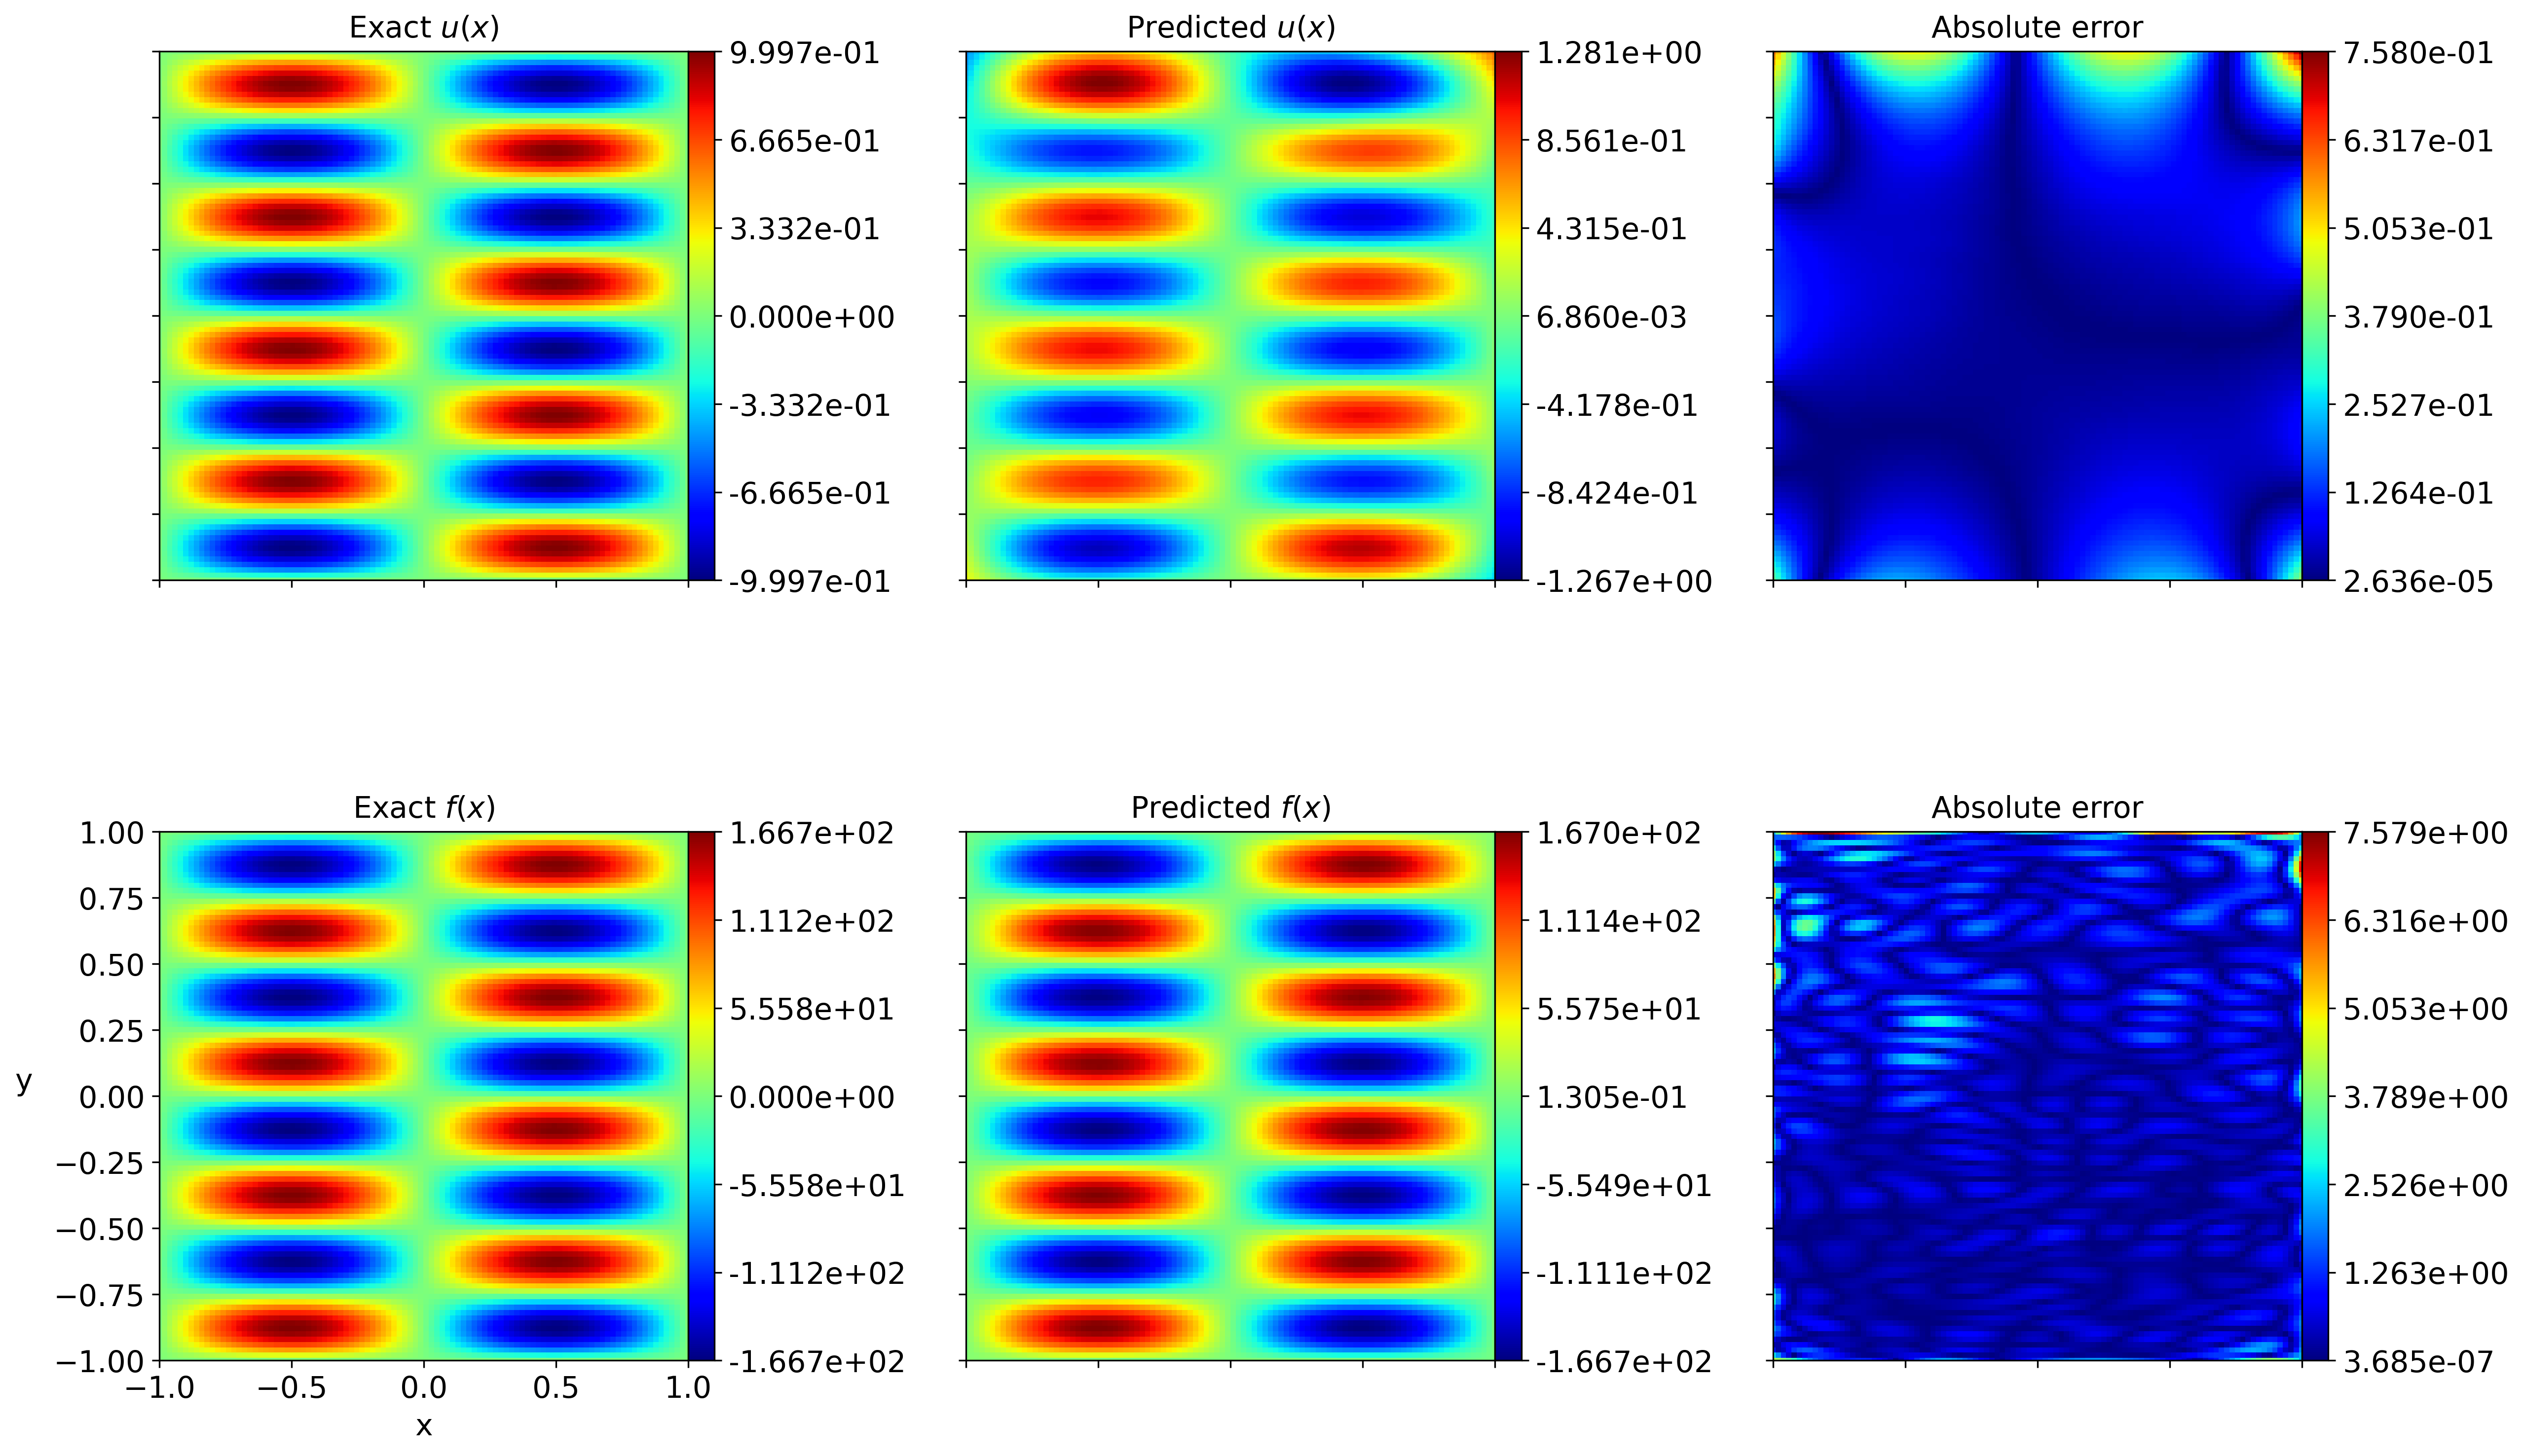 Exact u(x)
9.997e-01
6.665e-01
3.332e-01
0.000e+00
-3.332e-01
-6.665e-01
-9.997e-01
Predicted u(x)
1.281e+00
8.561e-01
4.315e-01
6.860e-03
-4.178e-01
-8.424e-01
-1.267e+00
Absolute error
7.580e-01
6.317e-01
5.053e-01
3.790e-01
2.527e-01
1.264e-01
2.636e-05
Exact f(x)
y
1.00
0.75
0.50
0.25
0.00
−0.25
−0.50
−0.75
−1.00
−1.0 −0.5 0.0 0.5 1.0
x
1.667e+02
1.112e+02
5.558e+01
0.000e+00
-5.558e+01
-1.112e+02
-1.667e+02
Predicted f(x)
1.670e+02
1.114e+02
5.575e+01
1.305e-01
-5.549e+01
-1.111e+02
-1.667e+02
Absolute error
7.579e+00
6.316e+00
5.053e+00
3.789e+00
2.526e+00
1.263e+00
3.685e-07